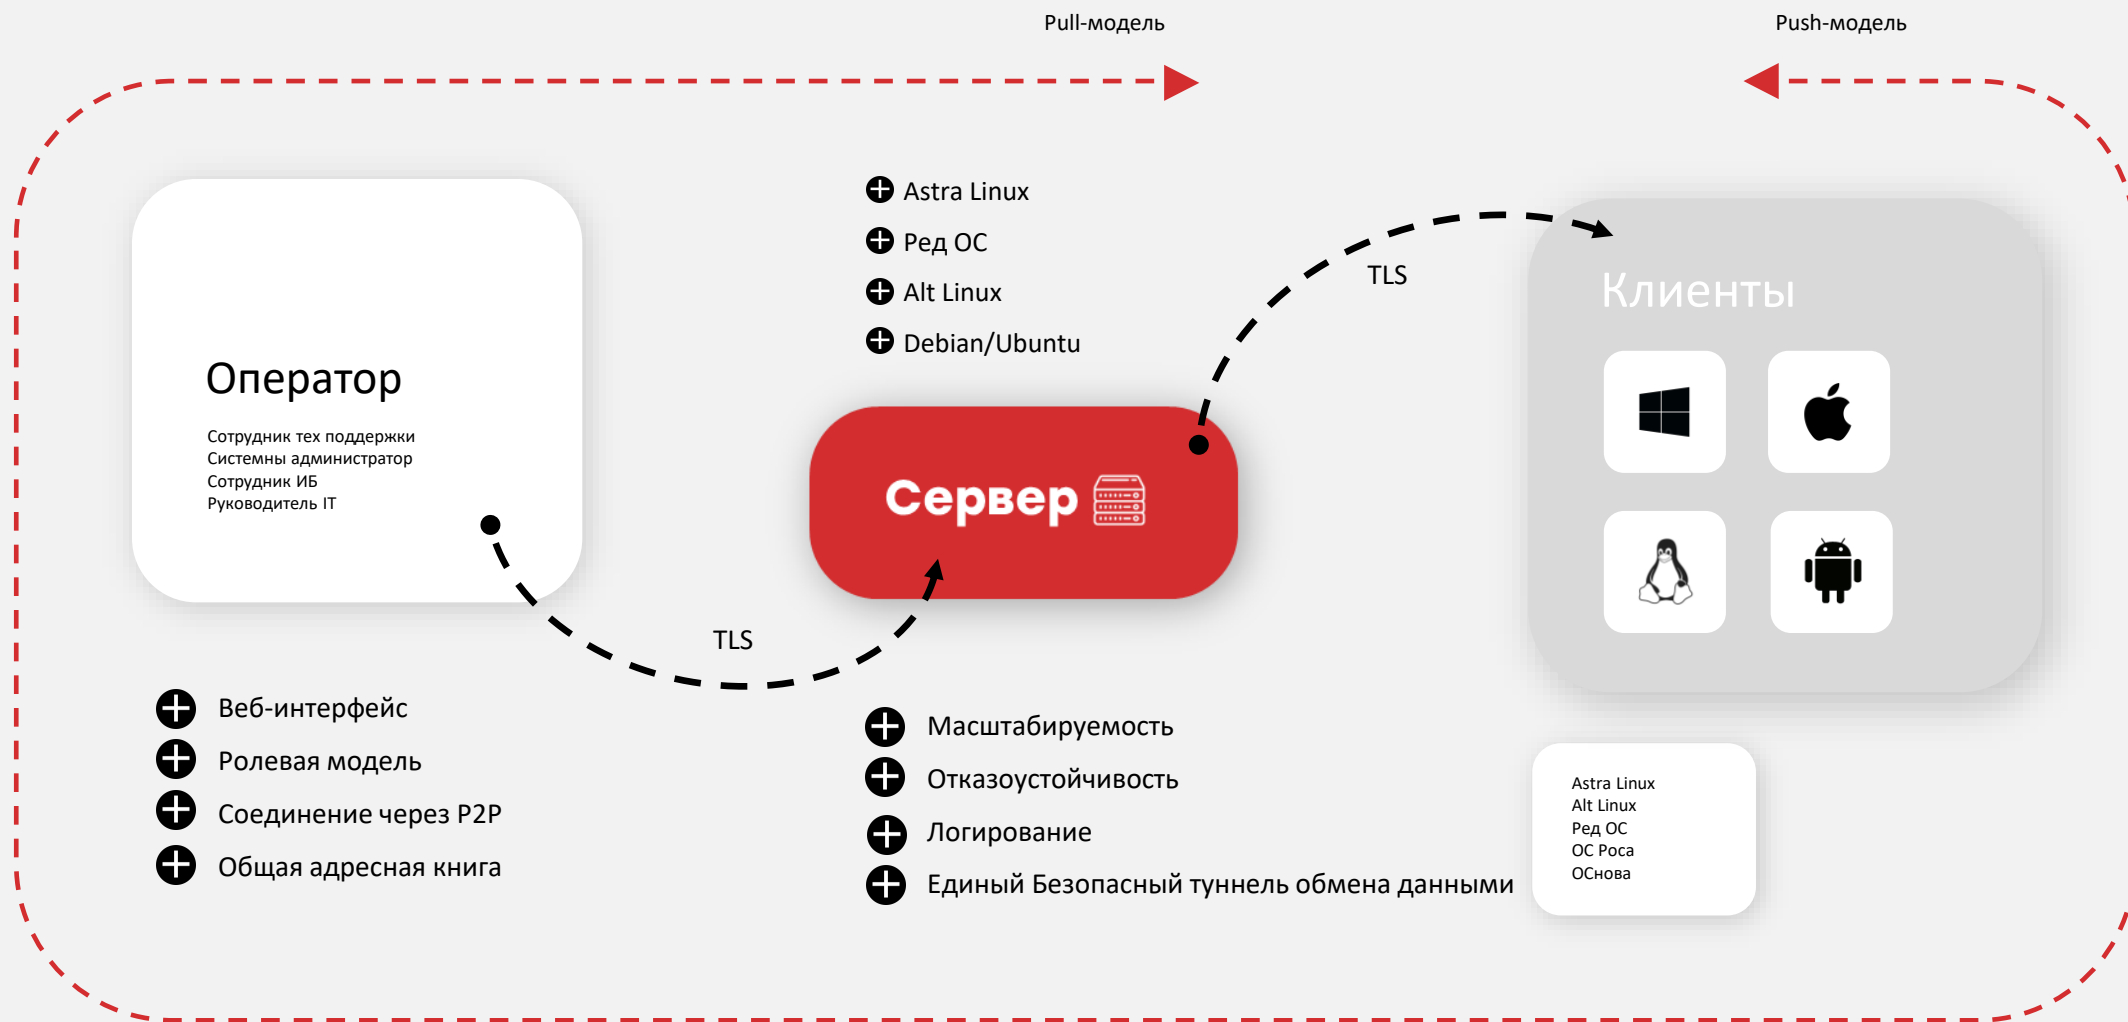 Pull-модель
Push-модель
Astra Linux
Ред ОС
Alt Linux
Debian/Ubuntu
TLS
Клиенты
Оператор
Сотрудник тех поддержки
Системны администратор
Сотрудник ИБ
Руководитель IT
Сервер
TLS
Веб-интерфейс
Ролевая модель
Соединение через P2P
Общая адресная книга
Масштабируемость
Отказоустойчивость
Логирование
Единый Безопасный туннель обмена данными
Astra Linux
Alt Linux
Ред ОС
ОС Роса
ОСнова